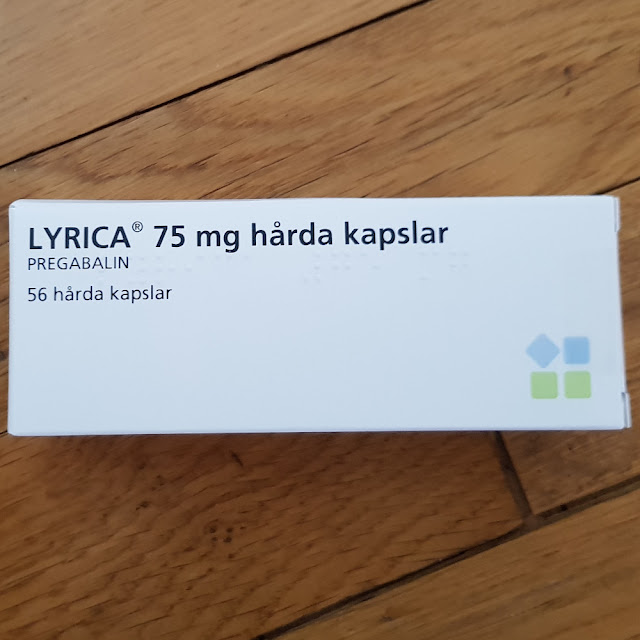 LYRICA® 75 mg hårda kapslar
PREGABALIN
56 hårda kapslar